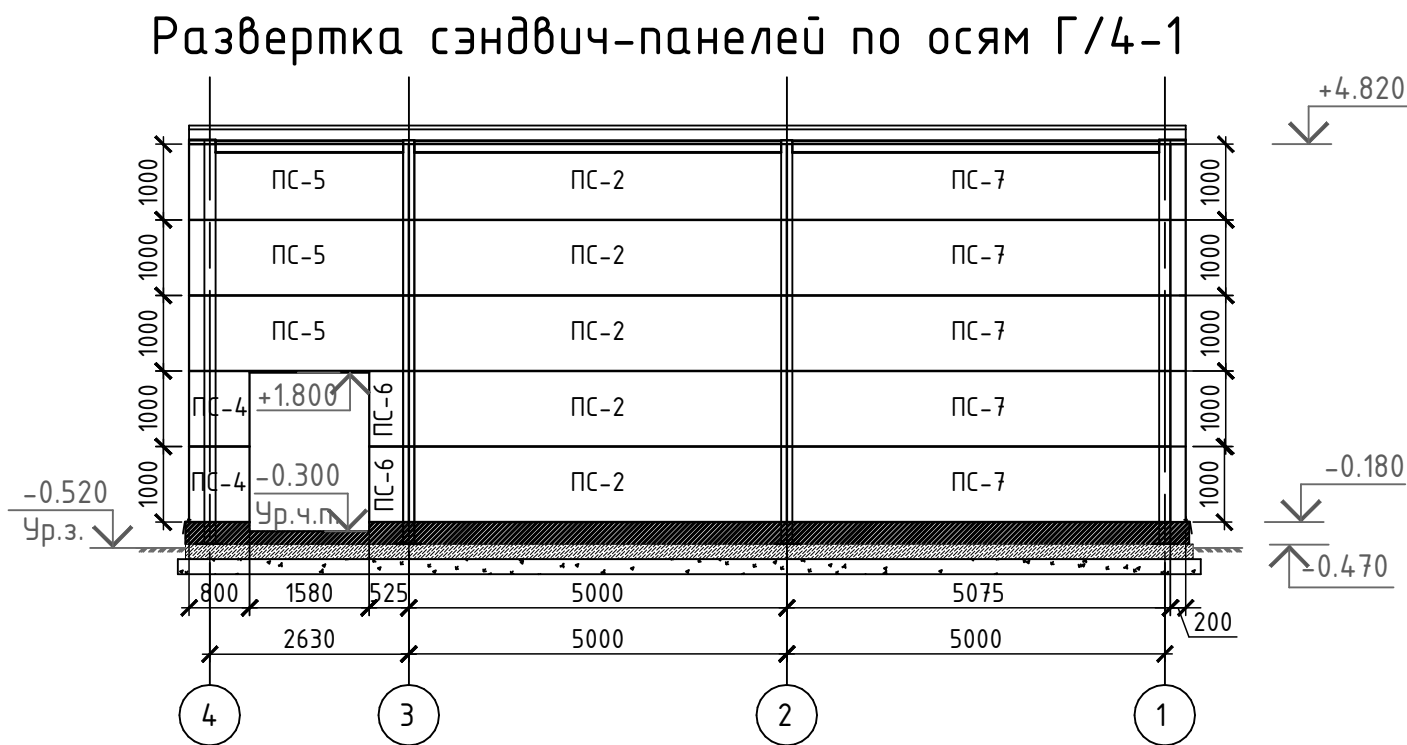 Развертка сэндвич-панелей по осям Г/4-1
+4.820
1000 ПС-5 ПС-2 ПС-7 1000
1000 ПС-5 ПС-2 ПС-7 1000
1000 ПС-5 ПС-2 ПС-7 1000
1000 ПС-4 +1.800 ПС-6 ПС-2 ПС-7 1000
1000 ПС-4 -0.300 ПС-6 ПС-2 ПС-7 1000
Ур.ч.п.
-0.520
Ур.з.
-0.180
-0.470
800 1580 525 5000 5075 200
2630 5000 5000
4 3 2 1